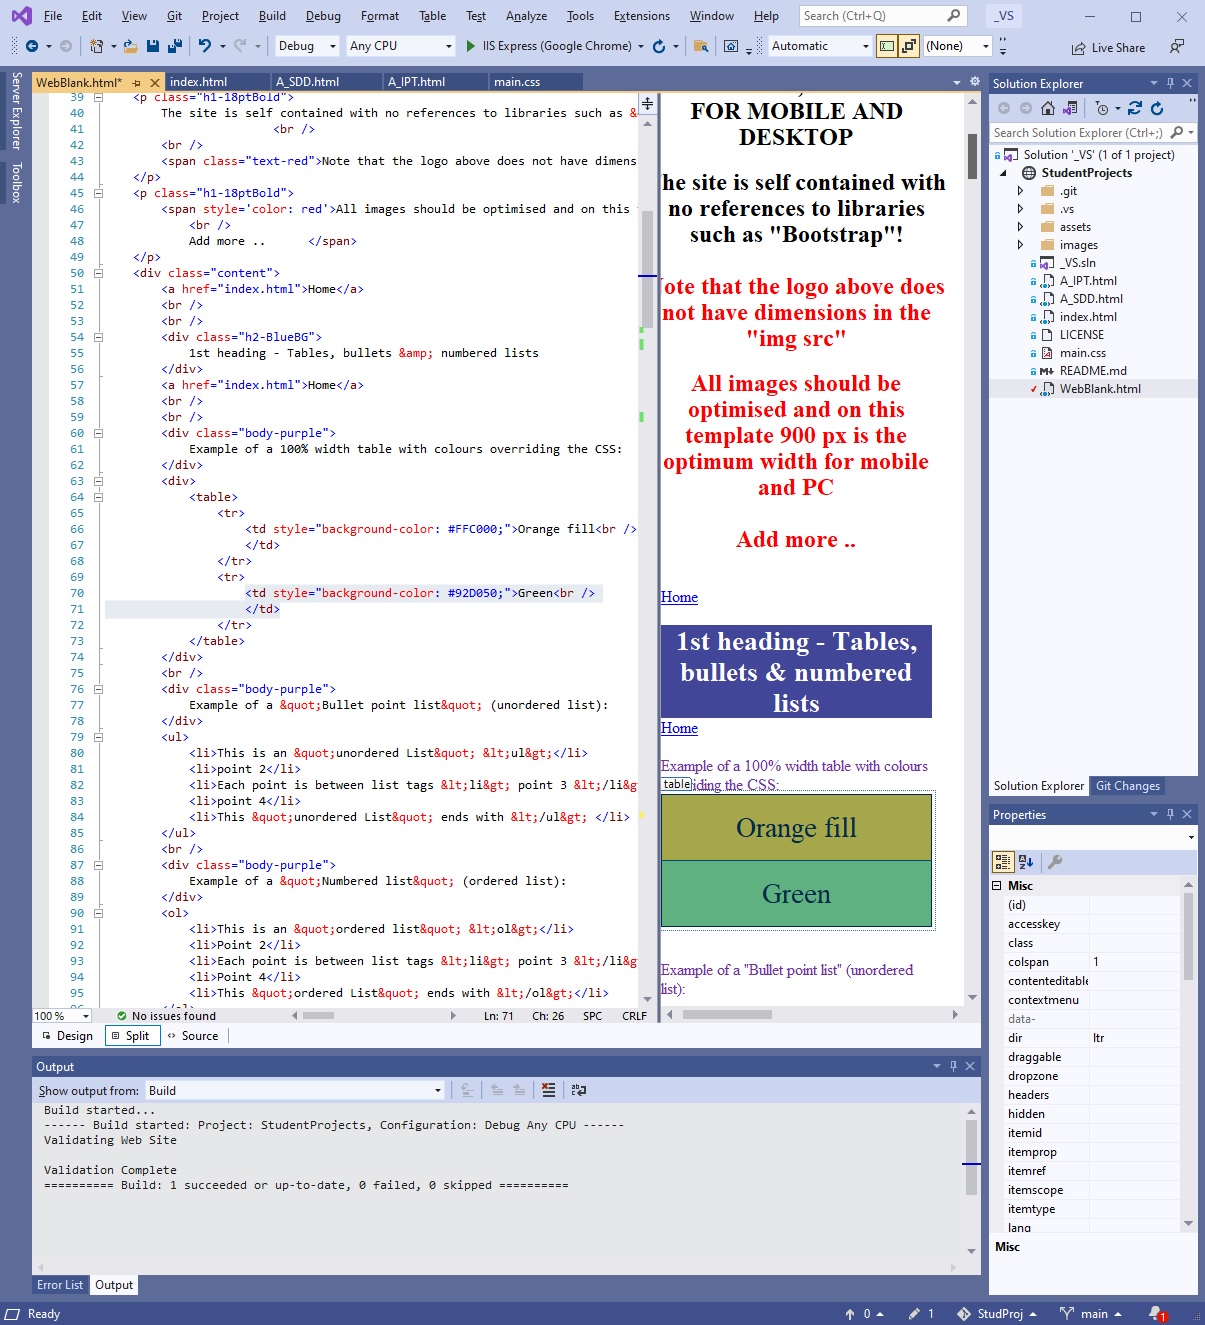 File Edit View Git Project Build Debug Format Table Test Analyze Tools Extensions Window Help Search (Ctrl+Q) _VS
Debug Any CPU IIS Express (Google Chrome) Automatic (None) Live Share
Server Explorer
Toolbox
WebBlank.html* index.html A_SDD.html A_IPT.html main.css
39 <p class="h1-18ptBold">
40 The site is self contained with no references to libraries such as &
41 <br />
42 <br />
43 <span class="text-red">Note that the logo above does not have dimens
44 </p>
45 <p class="h1-18ptBold">
46 <span style='color: red'>All images should be optimised and on this
47 <br />
48 Add more .. </span>
49 </p>
50 <div class="content">
51 <a href="index.html">Home</a>
52 <br />
53 <br />
54 <div class="h2-BlueBG">
55 1st heading - Tables, bullets &amp; numbered lists
56 </div>
57 <a href="index.html">Home</a>
58 <br />
59 <br />
60 <div class="body-purple">
61 Example of a 100% width table with colours overriding the CSS:
62 </div>
63 <div>
64 <table>
65 <tr>
66 <td style="background-color: #FFC000;">Orange fill<br />
67 </td>
68 </tr>
69 <tr>
70 <td style="background-color: #92D050;">Green<br />
71 </td>
72 </tr>
73 </table>
74 </div>
75 <br />
76 <div class="body-purple">
77 Example of a &quot;Bullet point list&quot; (unordered list):
78 </div>
79 <ul>
80 <li>This is an &quot;unordered List&quot; &lt;ul&gt;</li>
81 <li>point 2</li>
82 <li>Each point is between list tags &lt;li&gt; point 3 &lt;/li&g
83 <li>point 4</li>
84 <li>This &quot;unordered List&quot; ends with &lt;/ul&gt; </li>
85 </ul>
86 <br />
87 <div class="body-purple">
88 Example of a &quot;Numbered list&quot; (ordered list):
89 </div>
90 <ol>
91 <li>This is an &quot;ordered list&quot; &lt;ol&gt;</li>
92 <li>Point 2</li>
93 <li>Each point is between list tags &lt;li&gt; point 3 &lt;/li&g
94 <li>Point 4</li>
95 <li>This &quot;ordered List&quot; ends with &lt;/ol&gt;</li>
100 % No issues found Ln: 71 Ch: 26 SPC CRLF
Design Split Source
FOR MOBILE AND
DESKTOP
he site is self contained with
no references to libraries
such as "Bootstrap"!
ote that the logo above does
not have dimensions in the
"img src"
All images should be
optimised and on this
template 900 px is the
optimum width for mobile
and PC
Add more ..
Home
1st heading - Tables,
bullets & numbered
lists
Home
Example of a 100% width table with colours
table iding the CSS:
Orange fill
Green
Example of a "Bullet point list" (unordered
list):
Output
Show output from: Build
Build started...
------ Build started: Project: StudentProjects, Configuration: Debug Any CPU ------
Validating Web Site
Validation Complete
========== Build: 1 succeeded or up-to-date, 0 failed, 0 skipped ==========
Error List Output
Solution Explorer
Search Solution Explorer (Ctrl+;)
Solution '_VS' (1 of 1 project)
StudentProjects
.git
.vs
assets
images
_VS.sln
A_IPT.html
A_SDD.html
index.html
LICENSE
main.css
README.md
WebBlank.html
Solution Explorer Git Changes
Properties
Misc
(id)
accesskey
class
colspan 1
contenteditable
contextmenu
data-
dir ltr
draggable
dropzone
headers
hidden
itemid
itemprop
itemref
itemscope
itemtype
lang
Misc
Ready 0 1 StudProj main 1